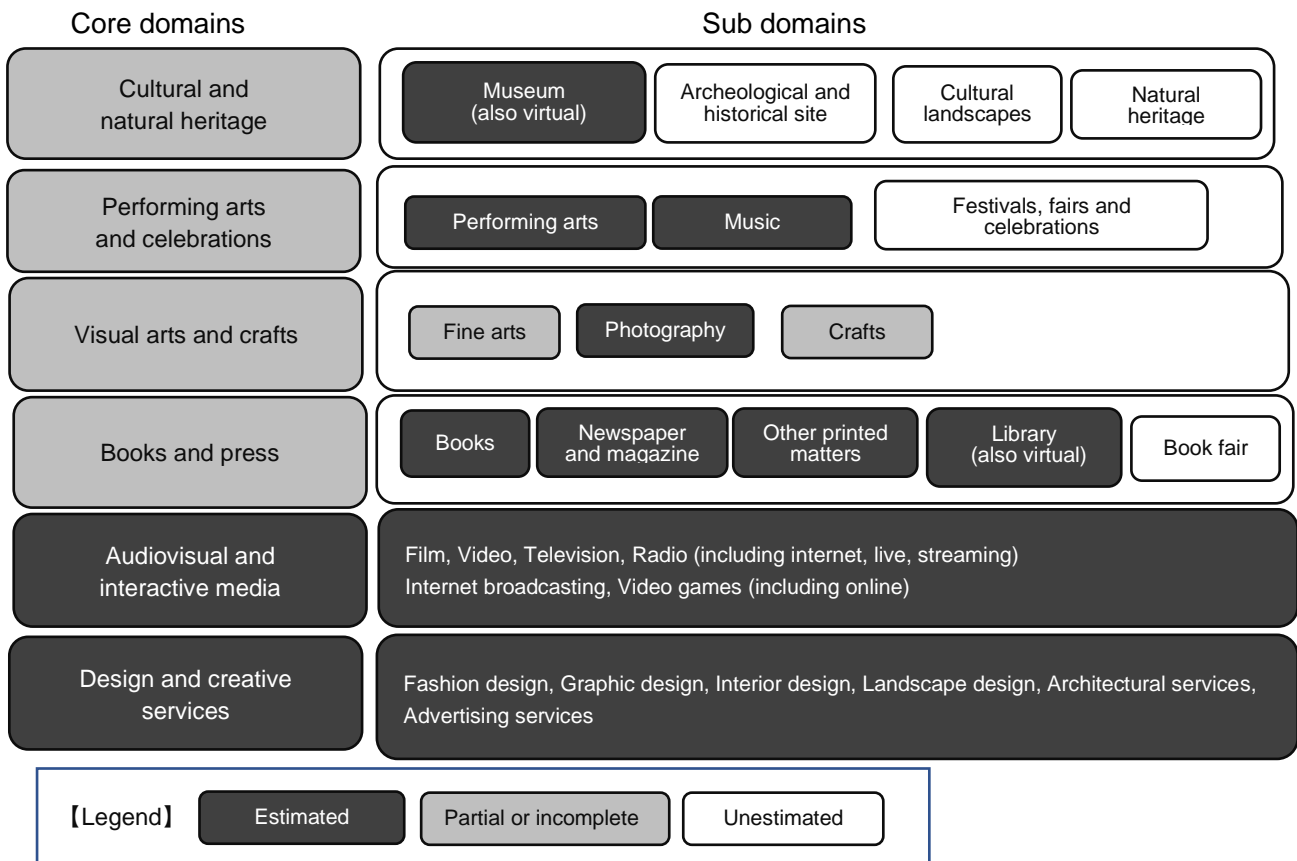 Core domains
Sub domains
Cultural and
natural heritage
Museum
(also virtual)
Archeological and
historical site
Cultural
landscapes
Natural
heritage
Performing arts
and celebrations
Performing arts
Music
Festivals, fairs and
celebrations
Visual arts and crafts
Fine arts
Photography
Crafts
Books and press
Books
Newspaper
and magazine
Other printed
matters
Library
(also virtual)
Book fair
Audiovisual and
interactive media
Film, Video, Television, Radio (including internet, live, streaming)
Internet broadcasting, Video games (including online)
Design and creative
services
Fashion design, Graphic design, Interior design, Landscape design, Architectural services,
Advertising services
【Legend】
Estimated
Partial or incomplete
Unestimated